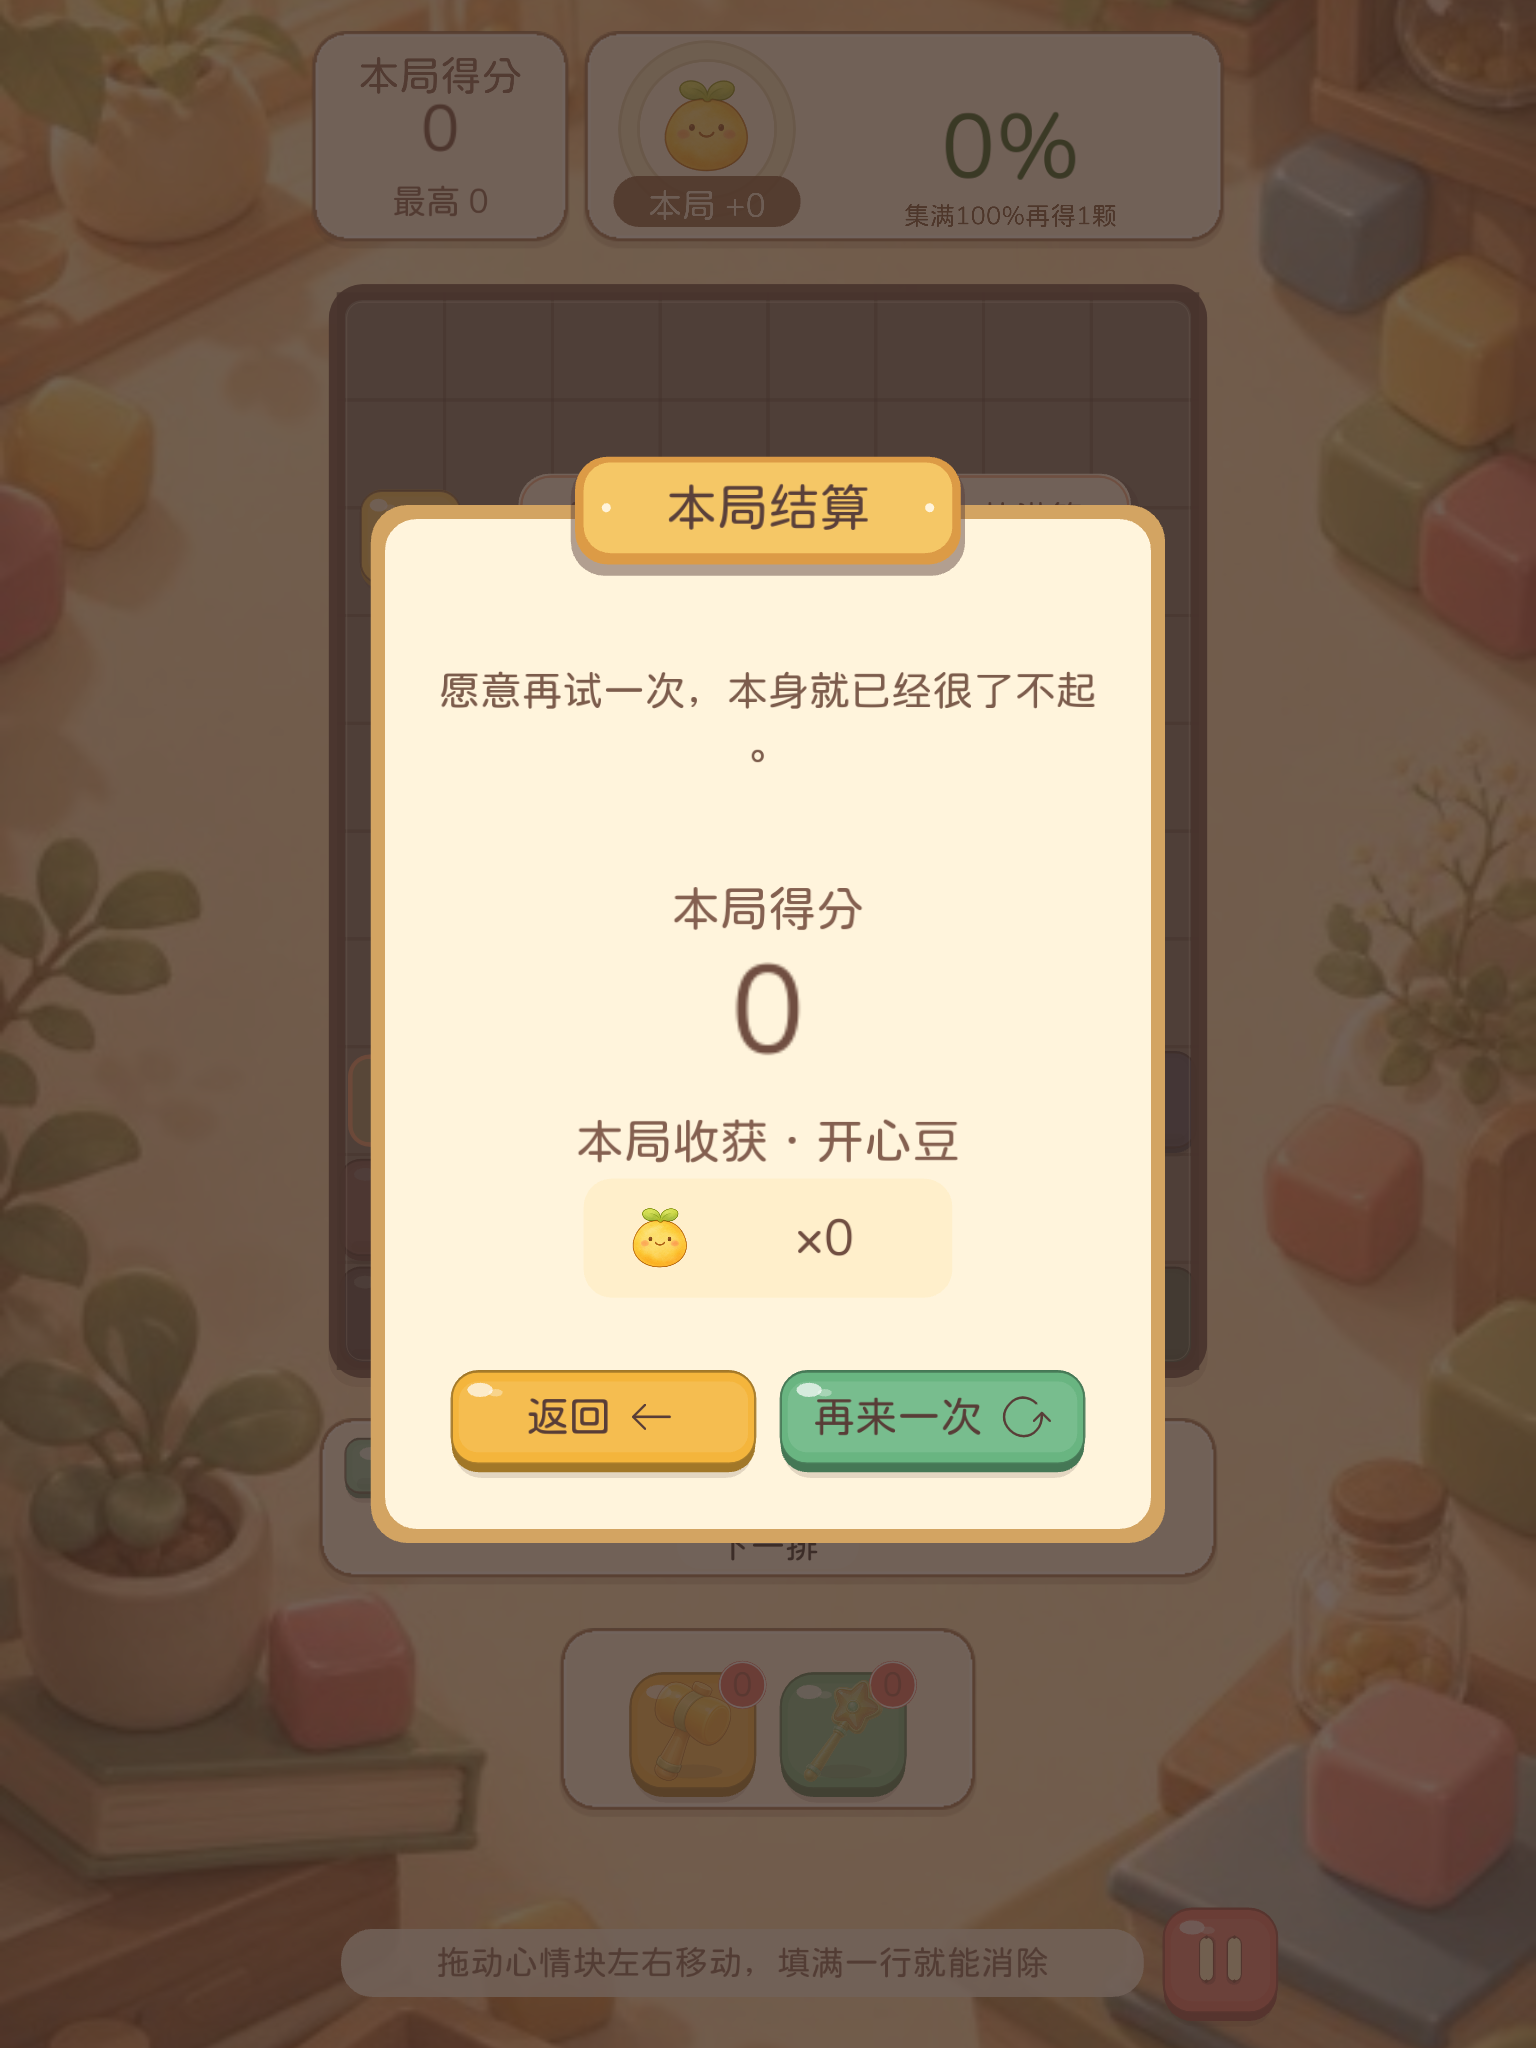 本局得分
0
最高 0
本局 +0
0%
集满100%再得1颗
本局结算
愿意再试一次，本身就已经很了不起
。
本局得分
0
本局收获·开心豆
×0
返回
再来一次
下一排
0
0
拖动心情块左右移动，填满一行就能消除